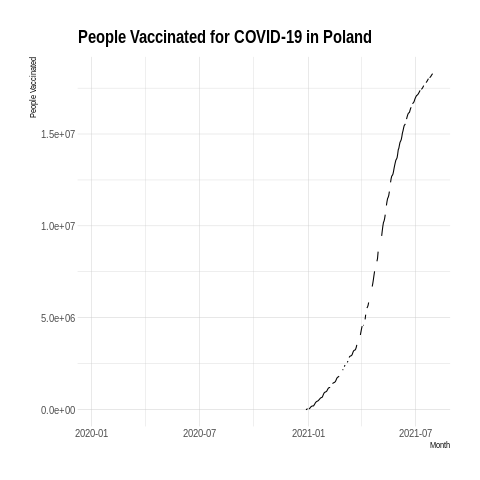 People Vaccinated for COVID-19 in Poland
People Vaccinated
1.5e+07
1.0e+07
5.0e+06
0.0e+00
2020-01 2020-07 2021-01 2021-07
Month